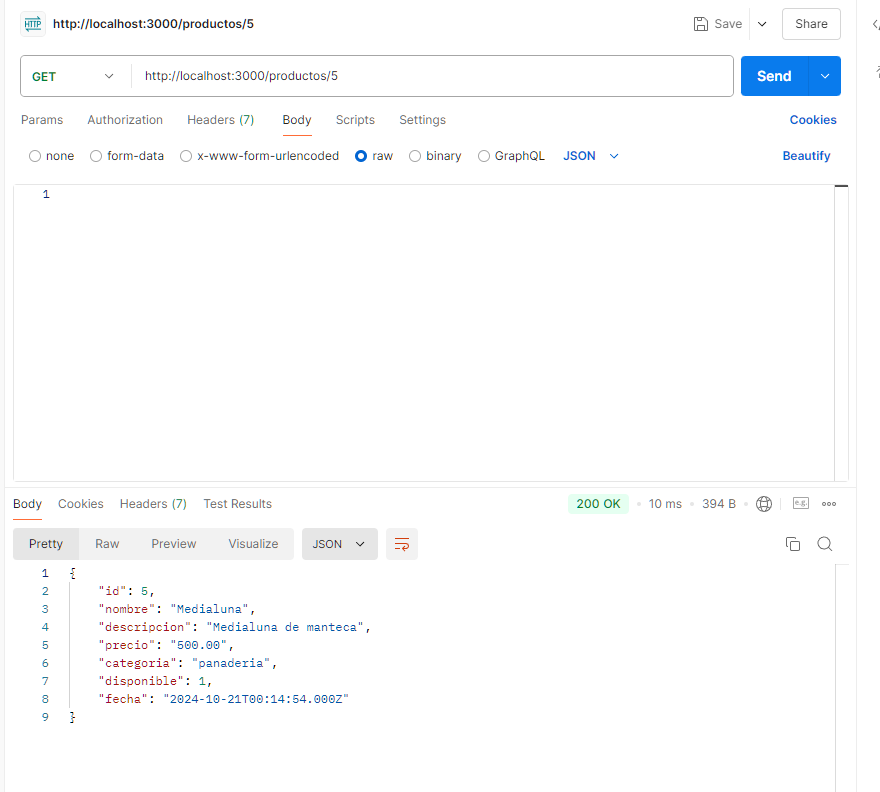 HTTP http://localhost:3000/productos/5 Save Share
GET http://localhost:3000/productos/5 Send
Params Authorization Headers (7) Body Scripts Settings Cookies
none form-data x-www-form-urlencoded raw binary GraphQL JSON Beautify
1
Body Cookies Headers (7) Test Results 200 OK • 10 ms • 394 B • e.g.
Pretty Raw Preview Visualize JSON
1 {
2 "id": 5,
3 "nombre": "Medialuna",
4 "descripcion": "Medialuna de manteca",
5 "precio": "500.00",
6 "categoria": "panaderia",
7 "disponible": 1,
8 "fecha": "2024-10-21T00:14:54.000Z"
9 }